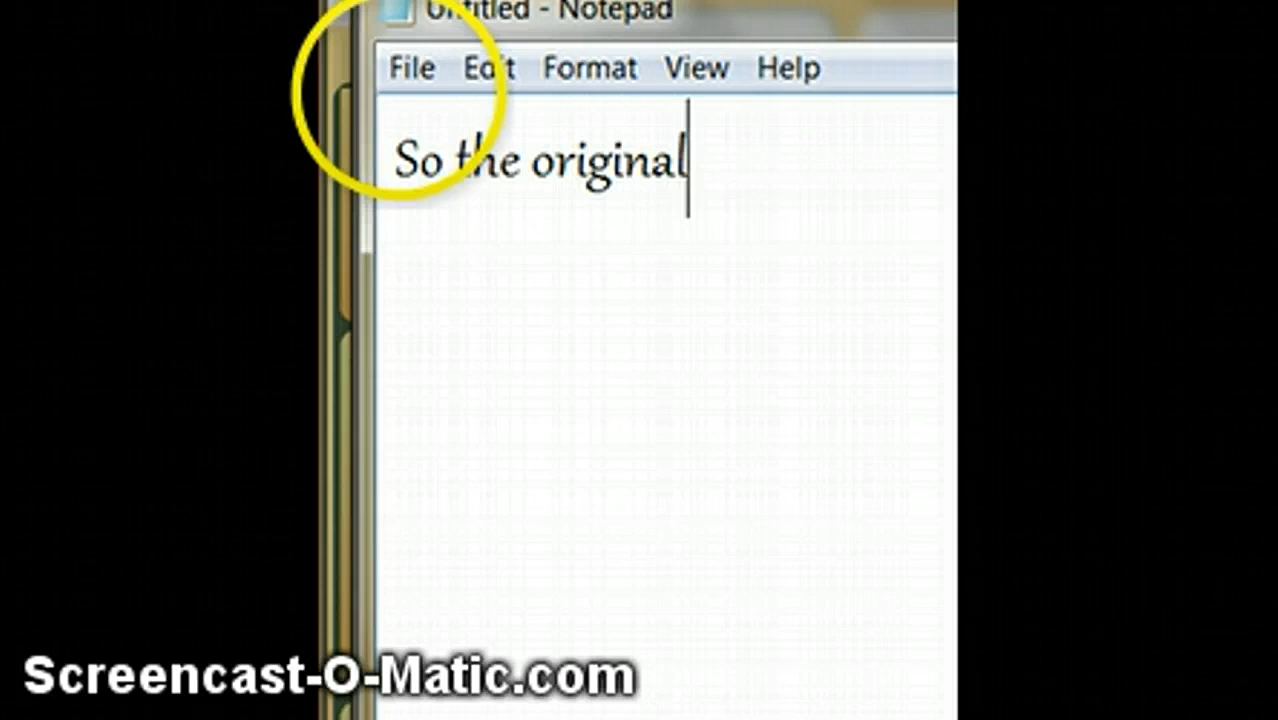 Untitled - Notepad
File Edit Format View Help
So the original
Screencast-O-Matic.com